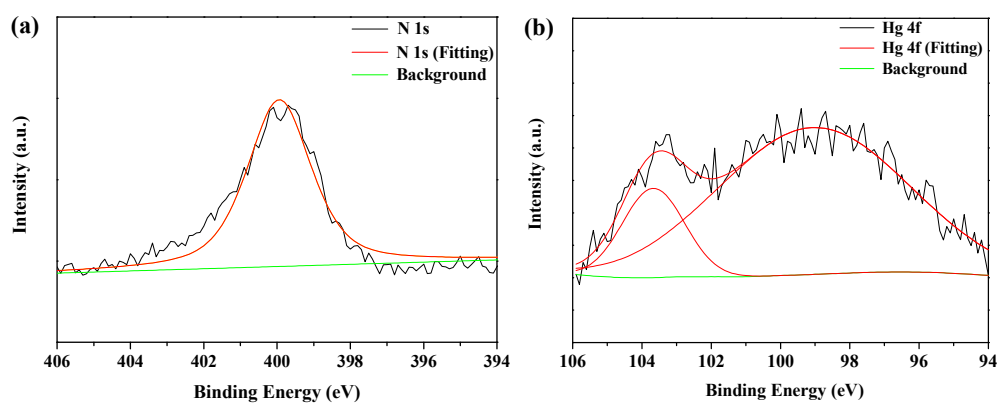 (a)
N 1s
N 1s (Fitting)
Background
Intensity (a.u.)
406 404 402 400 398 396 394
Binding Energy (eV)
(b)
Hg 4f
Hg 4f (Fitting)
Background
Intensity (a.u.)
106 104 102 100 98 96 94
Binding Energy (eV)